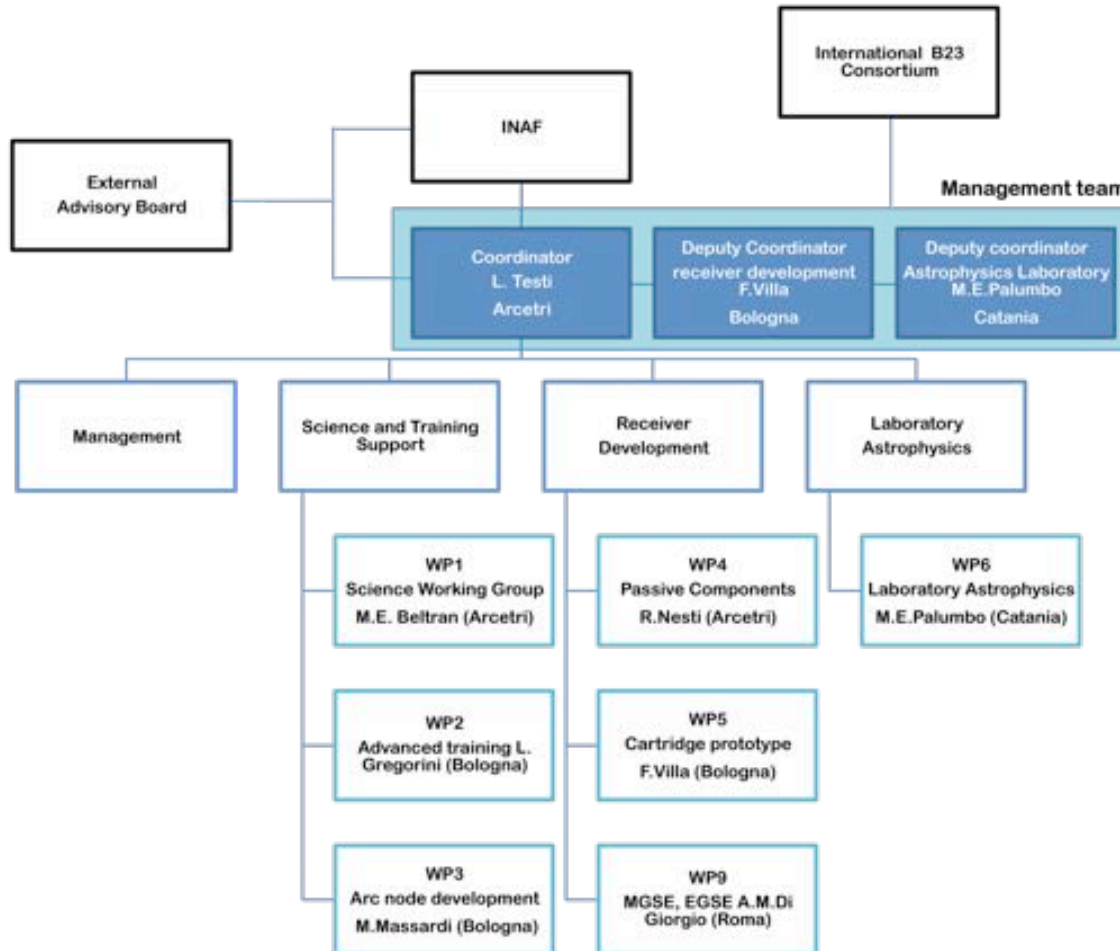 International B23
Consortium
INAF
External
Advisory Board
Management team
Coordinator
L. Testi
Arcetri
Deputy Coordinator
receiver development
F.Villa
Bologna
Deputy coordinator
Astrophysics Laboratory
M.E.Palumbo
Catania
Management
Science and Training
Support
Receiver
Development
Laboratory
Astrophysics
WP1
Science Working Group
M.E. Beltran (Arcetri)
WP4
Passive Components
R.Nesti (Arcetri)
WP6
Laboratory Astrophysics
M.E.Palumbo (Catania)
WP2
Advanced training L.
Gregorini (Bologna)
WP5
Cartridge prototype
F.Villa (Bologna)
WP3
Arc node development
M.Massardi (Bologna)
WP9
MGSE, EGSE A.M.Di
Giorgio (Roma)